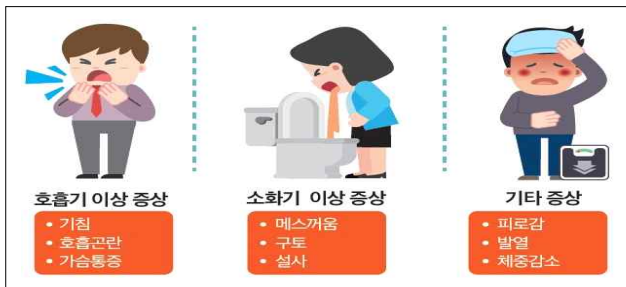 호흡기 이상 증상
• 기침
• 호흡곤란
• 가슴통증
소화기 이상 증상
• 메스꺼움
• 구토
• 설사
기타 증상
• 피로감
• 발열
• 체중감소